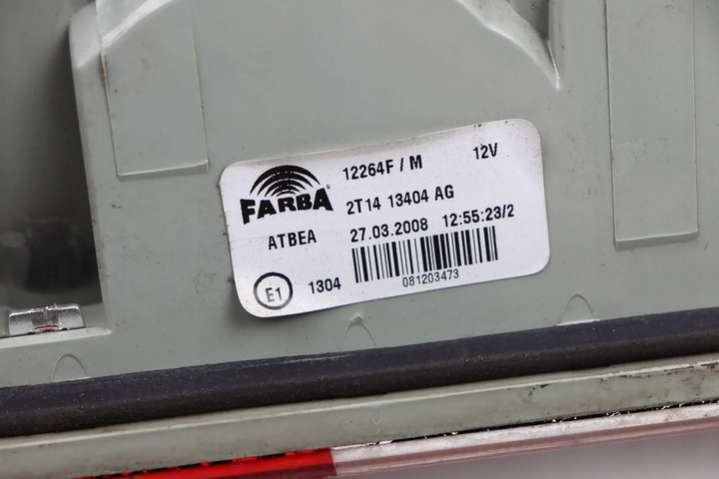 12264F / M 12V
FARBA®
2T14 13404 AG
ATBEA 27.03.2008 12:55:23/2
E1 1304
081203473